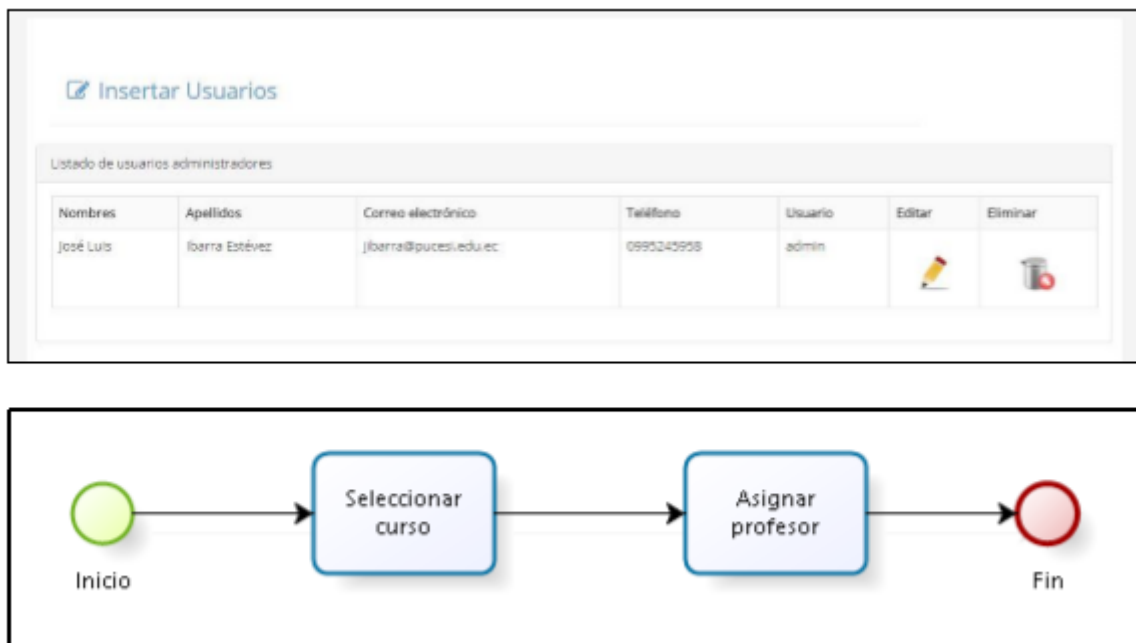 Insertar Usuarios
Listado de usuarios administradores
Nombres Apellidos Correo electrónico Teléfono Usuario Editar Eliminar
José Luis Ibarra Estévez jibarra@pucesi.edu.ec 0995245958 admin
Seleccionar
curso
Asignar
profesor
Inicio
Fin